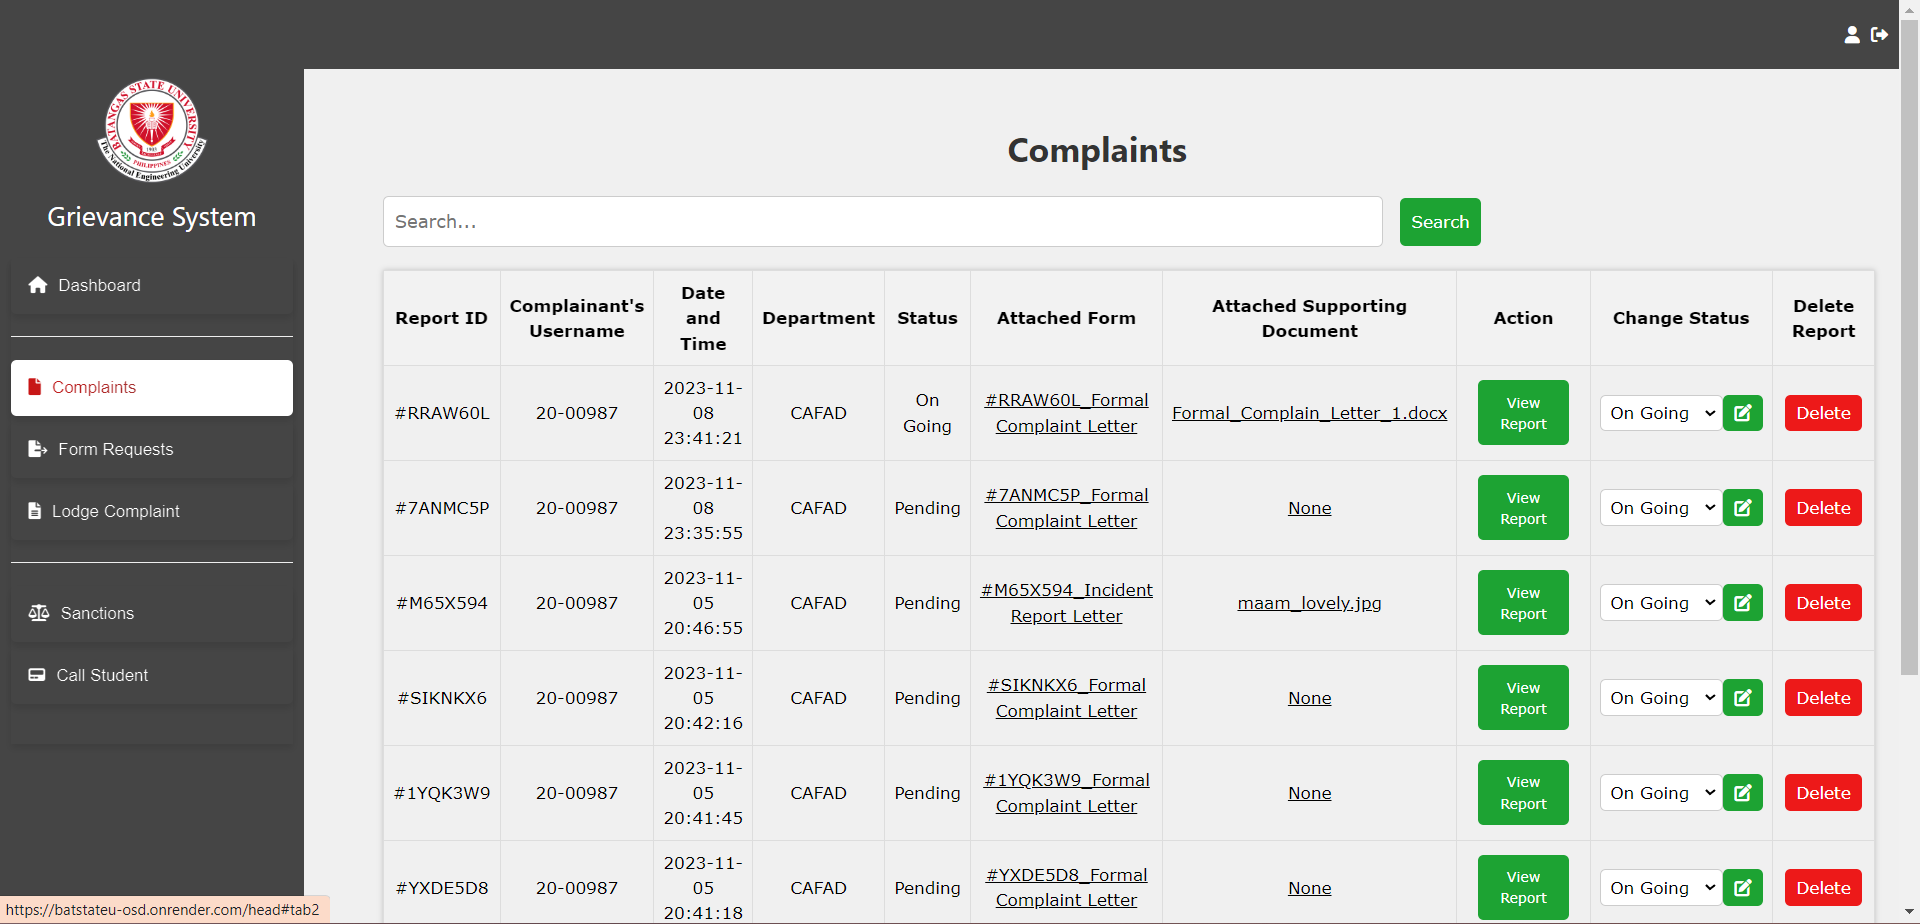 BATANGAS STATE UNIVERSITY
1903
PHILIPPINES
The National Engineering University
Grievance System
Dashboard
Complaints
Form Requests
Lodge Complaint
Sanctions
Call Student
Complaints
Search...
Search
Report ID
Complainant's
Username
Date
and
Time
Department
Status
Attached Form
Attached Supporting
Document
Action
Change Status
Delete
Report
#RRAW60L
20-00987
2023-11-
08
23:41:21
CAFAD
On
Going
#RRAW60L_Formal
Complaint Letter
Formal_Complain_Letter_1.docx
View
Report
On Going
Delete
#7ANMC5P
20-00987
2023-11-
08
23:35:55
CAFAD
Pending
#7ANMC5P_Formal
Complaint Letter
None
View
Report
On Going
Delete
#M65X594
20-00987
2023-11-
05
20:46:55
CAFAD
Pending
#M65X594_Incident
Report Letter
maam_lovely.jpg
View
Report
On Going
Delete
#SIKNKX6
20-00987
2023-11-
05
20:42:16
CAFAD
Pending
#SIKNKX6_Formal
Complaint Letter
None
View
Report
On Going
Delete
#1YQK3W9
20-00987
2023-11-
05
20:41:45
CAFAD
Pending
#1YQK3W9_Formal
Complaint Letter
None
View
Report
On Going
Delete
#YXDE5D8
20-00987
2023-11-
05
20:41:18
CAFAD
Pending
#YXDE5D8_Formal
Complaint Letter
None
View
Report
On Going
Delete
https://batstateu-osd.onrender.com/head#tab2